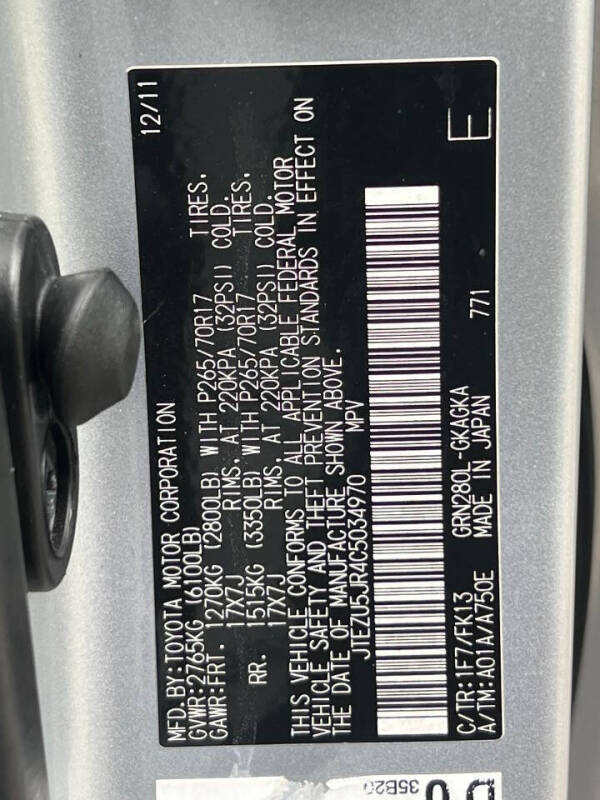 MFD.BY:TOYOTA MOTOR CORPORATION 12/11
GVWR:2765KG (6100LB)
GAWR:FRT. 1270KG (2800LB) WITH P265/70R17 TIRES.
17X7J RIMS, AT 220KPA (32PSI) COLD.
RR. 1515KG (3350LB) WITH P265/70R17 TIRES.
17X7J RIMS, AT 220KPA (32PSI) COLD.
THIS VEHICLE CONFORMS TO ALL APPLICABLE FEDERAL MOTOR
VEHICLE SAFETY AND THEFT PREVENTION STANDARDS IN EFFECT ON
THE DATE OF MANUFACTURE SHOWN ABOVE.
JTEZU5JR4C5034970 MPV
C/TR:1F7/FK13 GRN280L-GKAGKA 771
A/TM:A01A/A750E MADE IN JAPAN E
35B20